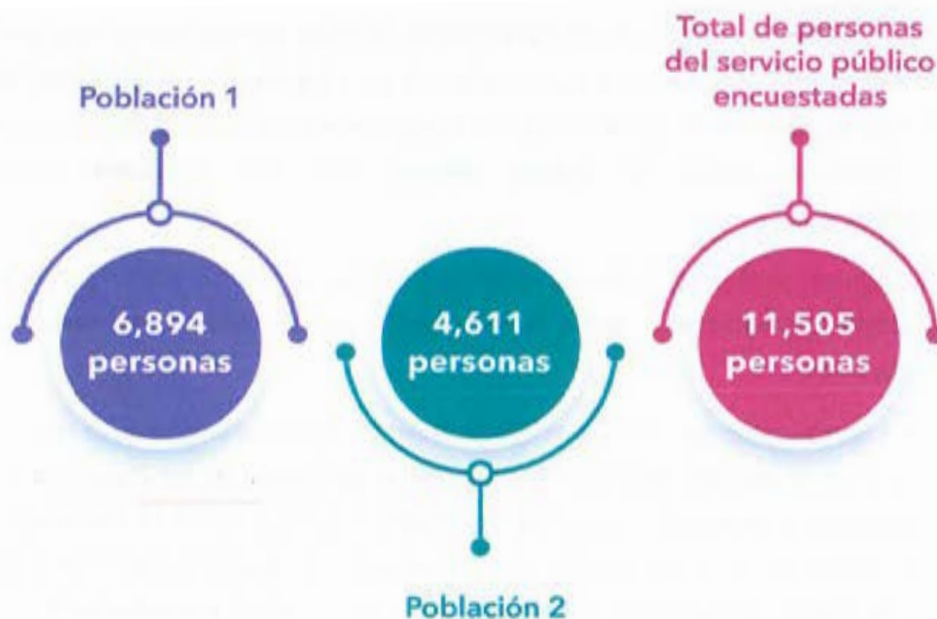 Población 1
6,894
personas
4,611
personas
Población 2
Total de personas
del servicio público
encuestadas
11,505
personas